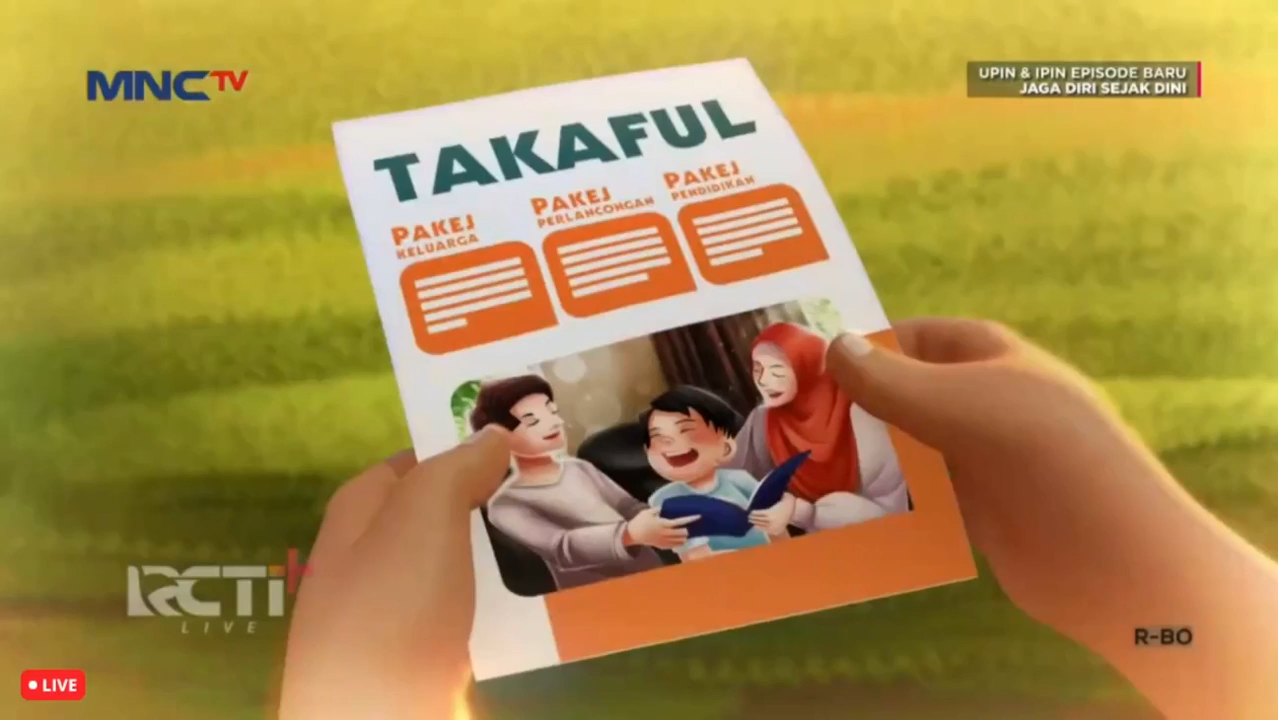 MNCTV
UPIN & IPIN EPISODE BARU
JAGA DIRI SEJAK DINI
TAKAFUL
PAKEJ
KELUARGA
PAKEJ
PERLANCONGAN
PAKEJ
PENDIDIKAN
RCTI+
LIVE
R-BO
LIVE